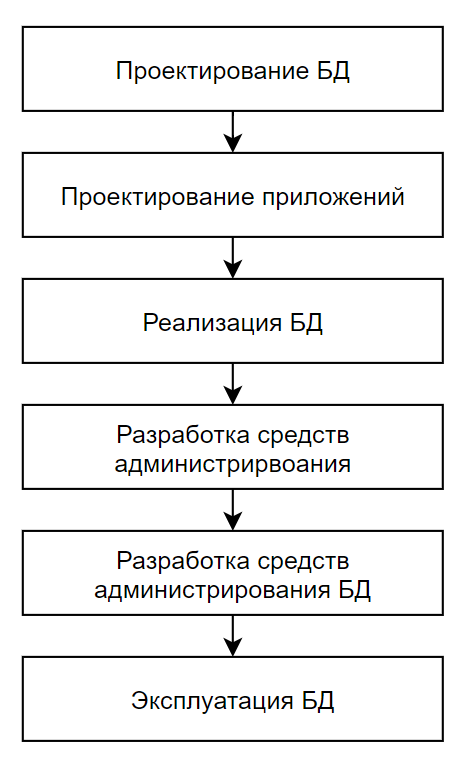 Проектирование БД
Проектирование приложений
Реализация БД
Разработка средств
администрирвоания
Разработка средств
администрирования БД
Эксплуатация БД